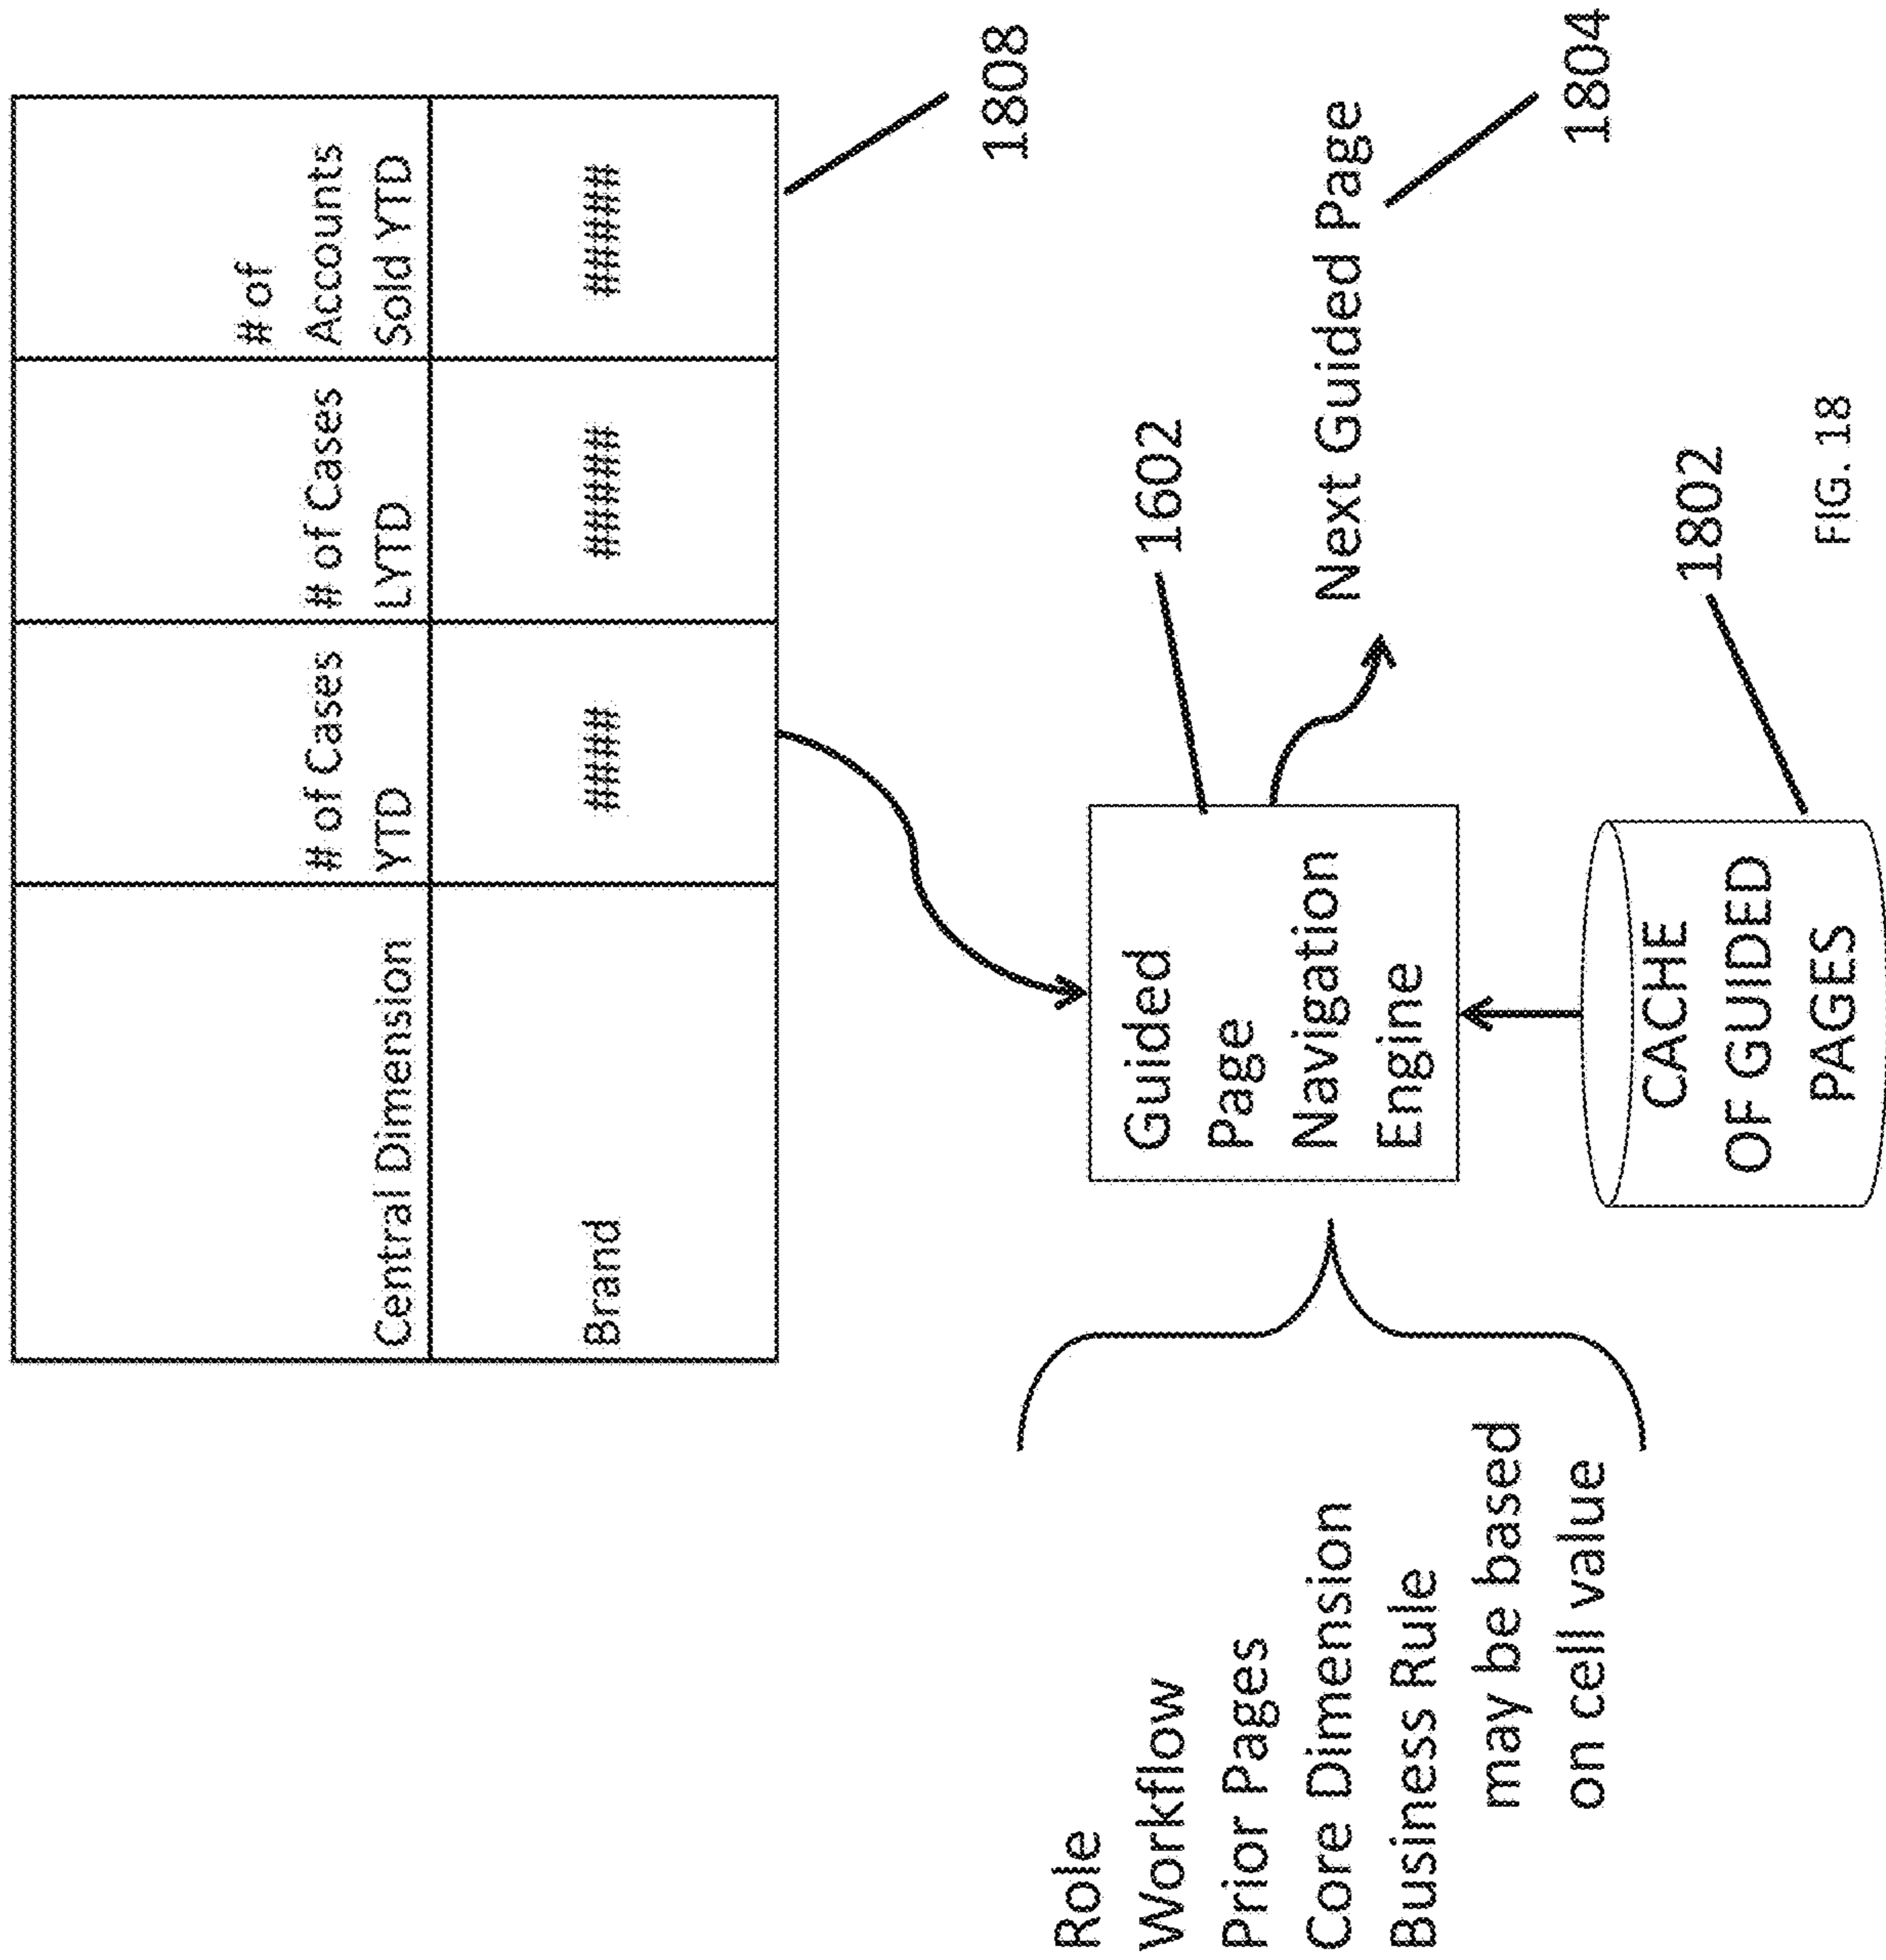 Central Dimension
# of Cases
YTD
# of Cases
LYTD
# of
Accounts
Sold YTD
Brand
####
#####
#####
1808
Role
Workflow
Prior Pages
Core Dimension
Business Rule
may be based
on cell value
Guided
Page
Navigation
Engine
1602
Next Guided Page
1804
CACHE
OF GUIDED
PAGES
1802
FIG. 18